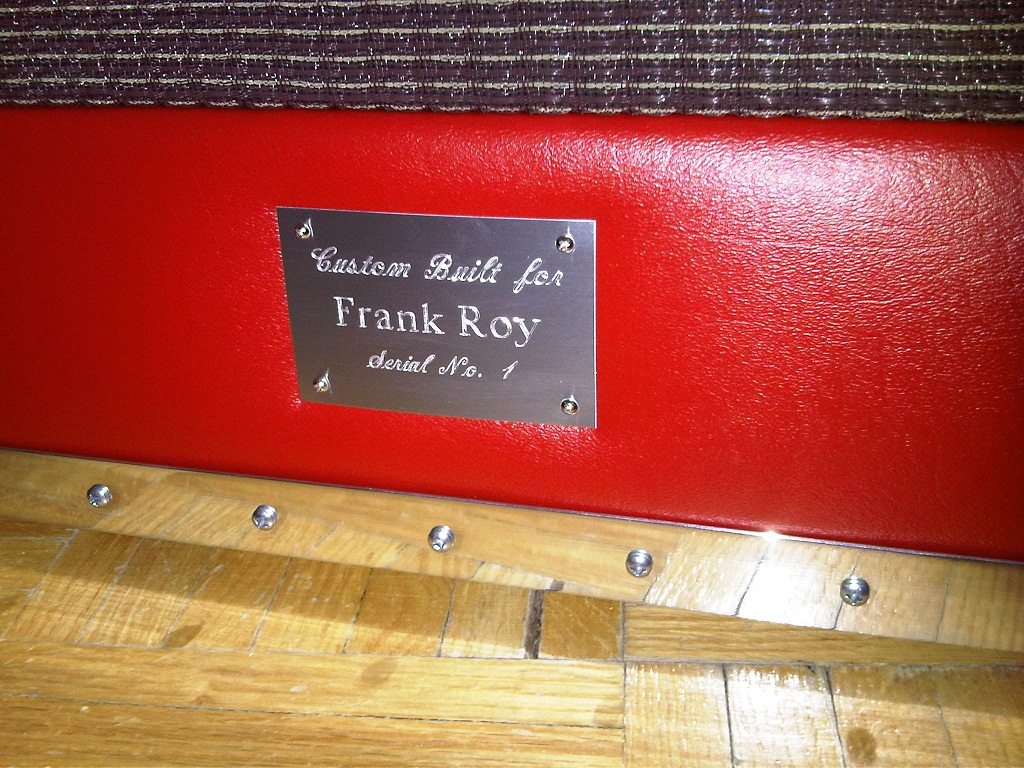 Custom Built for
Frank Roy
Serial No. 1